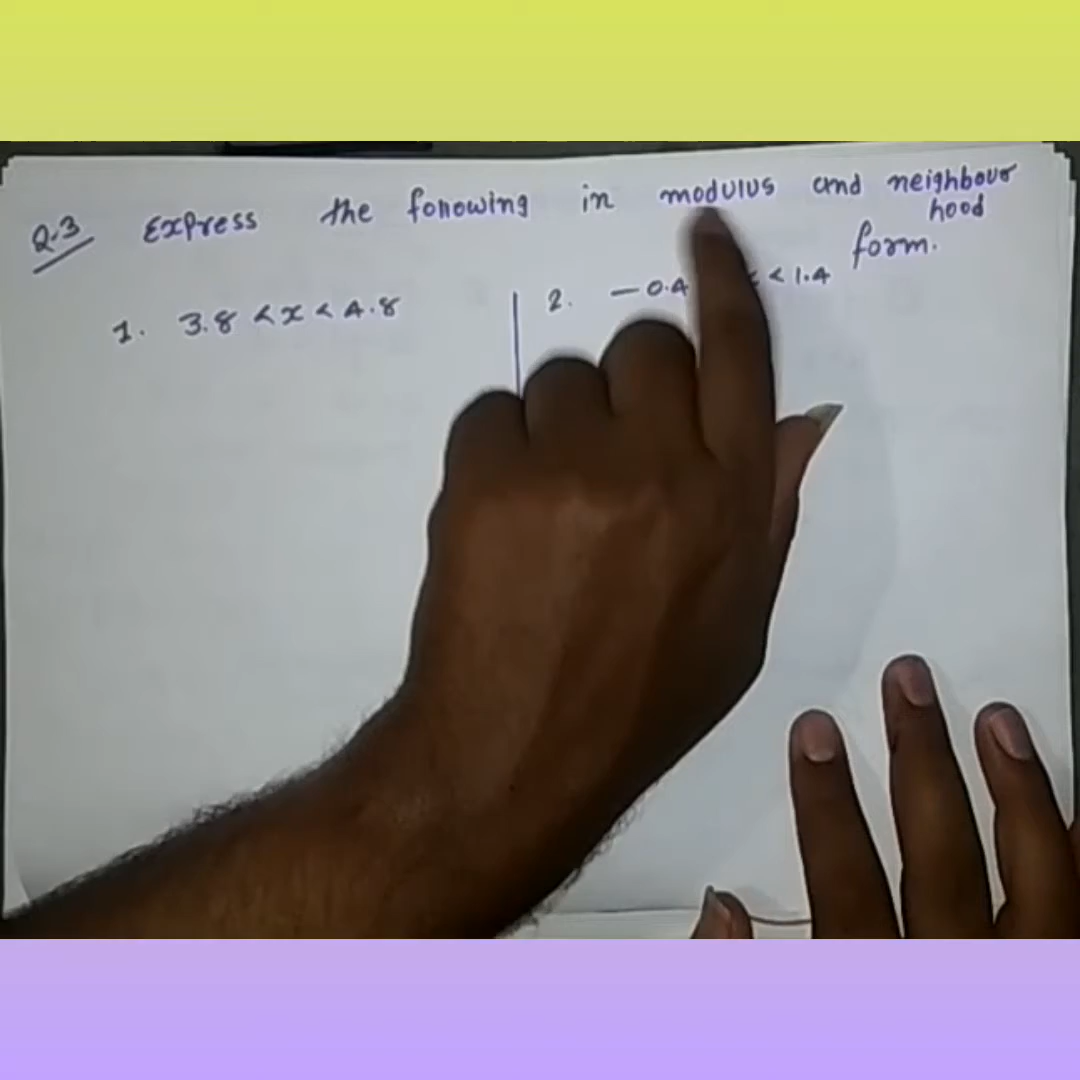 Q.3 Express the following in modulus and neighbour
hood
form.
1. 3.8 < x < 4.8
2. - 0.4 < 1.4